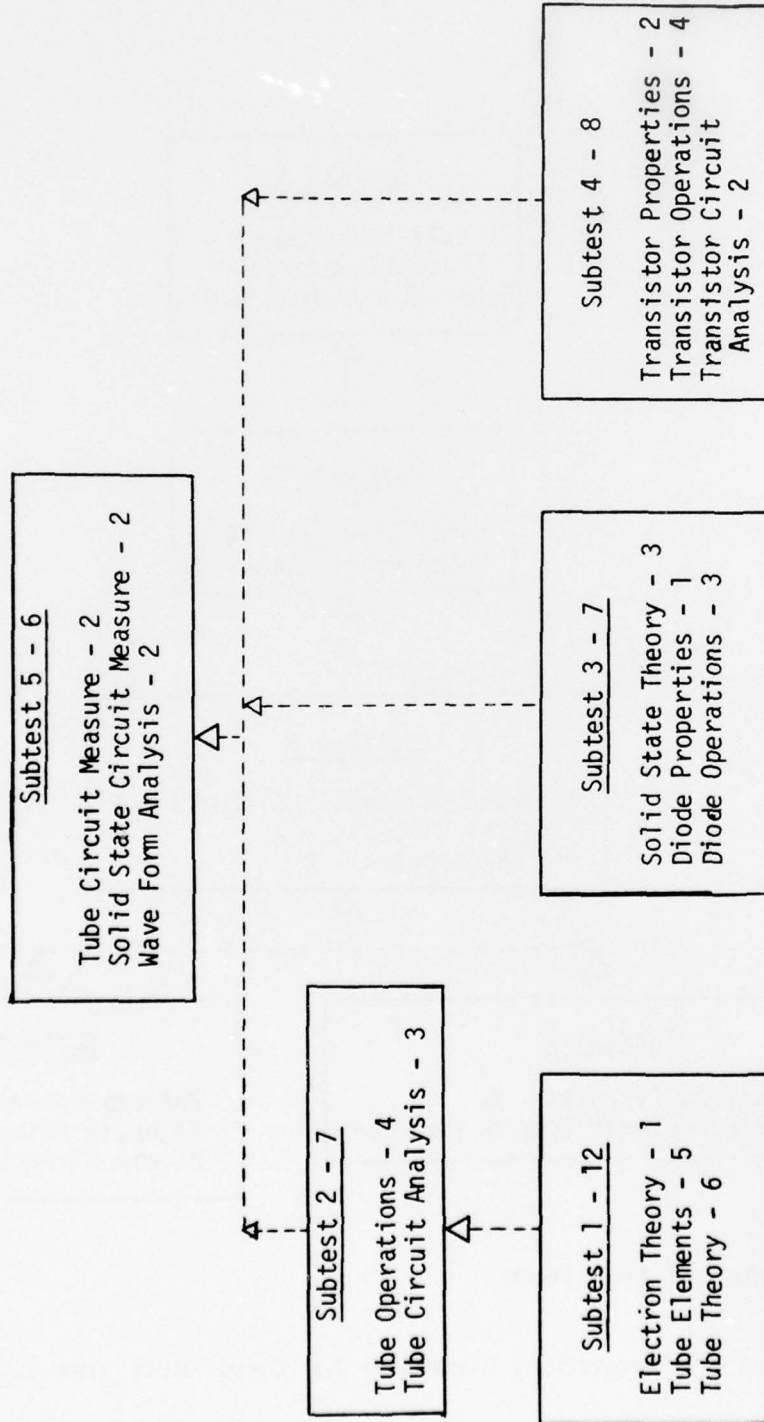 Subtest 5 - 6
Tube Circuit Measure - 2
Solid State Circuit Measure - 2
Wave Form Analysis - 2
Subtest 2 - 7
Tube Operations - 4
Tube Circuit Analysis - 3
Subtest 1 - 12
Electron Theory - 1
Tube Elements - 5
Tube Theory - 6
Subtest 3 - 7
Solid State Theory - 3
Diode Properties - 1
Diode Operations - 3
Subtest 4 - 8
Transistor Properties - 2
Transistor Operations - 4
Transistor Circuit
Analysis - 2